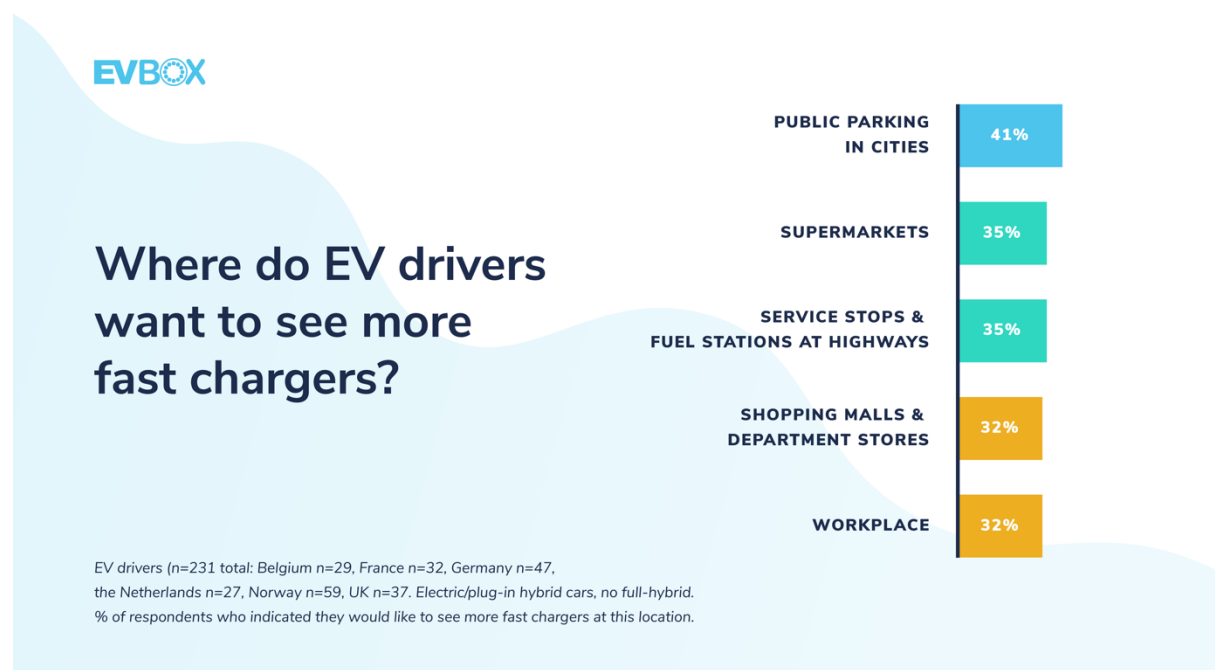 EVBOX
Where do EV drivers
want to see more
fast chargers?
PUBLIC PARKING
IN CITIES
41%
SUPERMARKETS
35%
SERVICE STOPS &
FUEL STATIONS AT HIGHWAYS
35%
SHOPPING MALLS &
DEPARTMENT STORES
32%
WORKPLACE
32%
EV drivers (n=231 total: Belgium n=29, France n=32, Germany n=47,
the Netherlands n=27, Norway n=59, UK n=37. Electric/plug-in hybrid cars, no full-hybrid.
% of respondents who indicated they would like to see more fast chargers at this location.